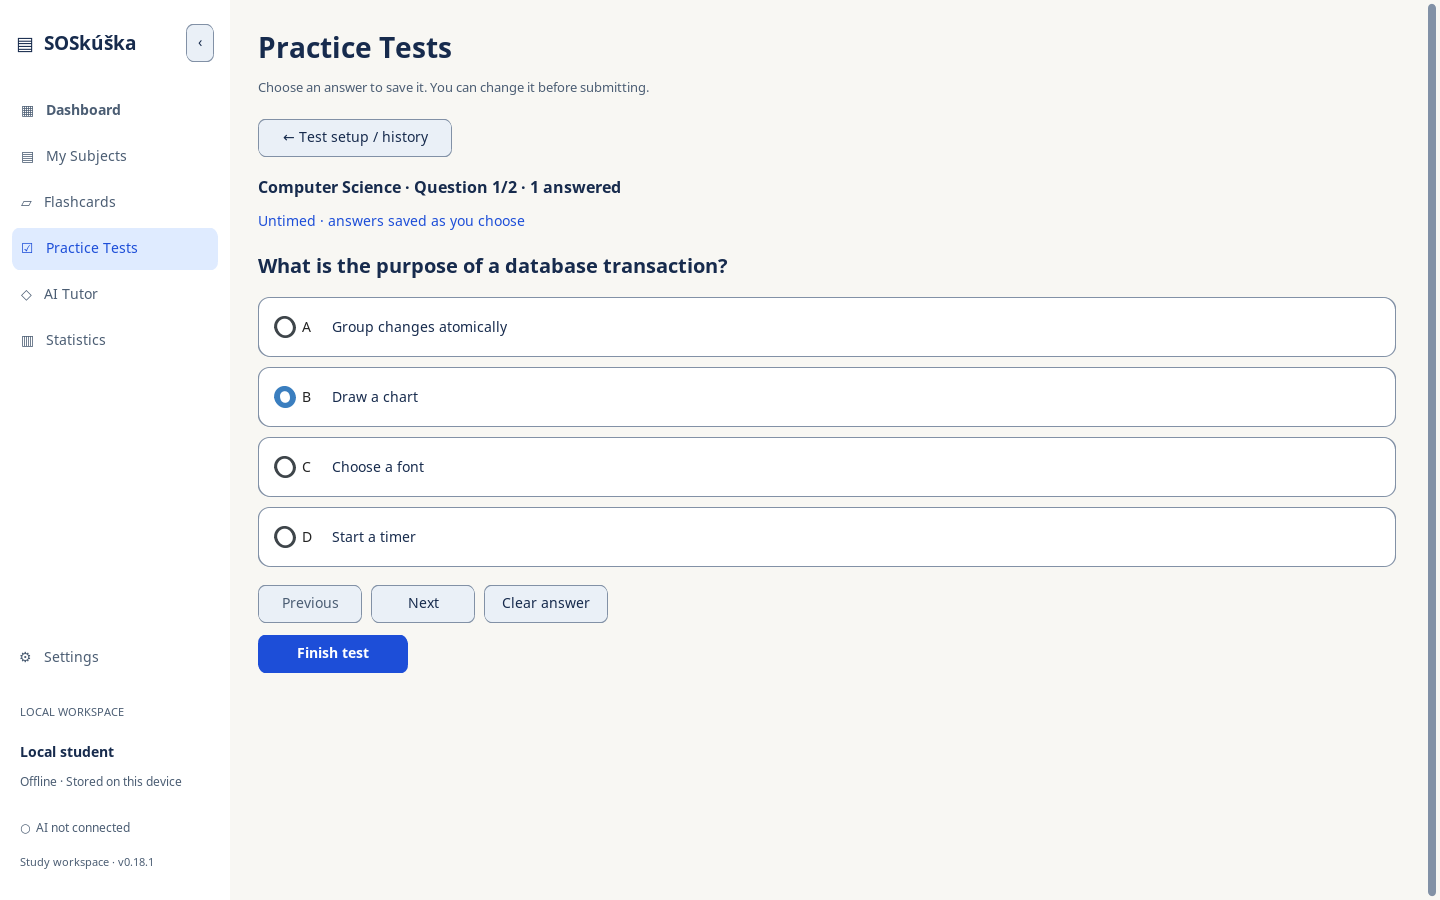 SOSkúška
‹
Dashboard
My Subjects
Flashcards
Practice Tests
AI Tutor
Statistics
Settings
LOCAL WORKSPACE
Local student
Offline · Stored on this device
AI not connected
Study workspace · v0.18.1
Practice Tests
Choose an answer to save it. You can change it before submitting.
← Test setup / history
Computer Science · Question 1/2 · 1 answered
Untimed · answers saved as you choose
What is the purpose of a database transaction?
A Group changes atomically
B Draw a chart
C Choose a font
D Start a timer
Previous Next Clear answer
Finish test